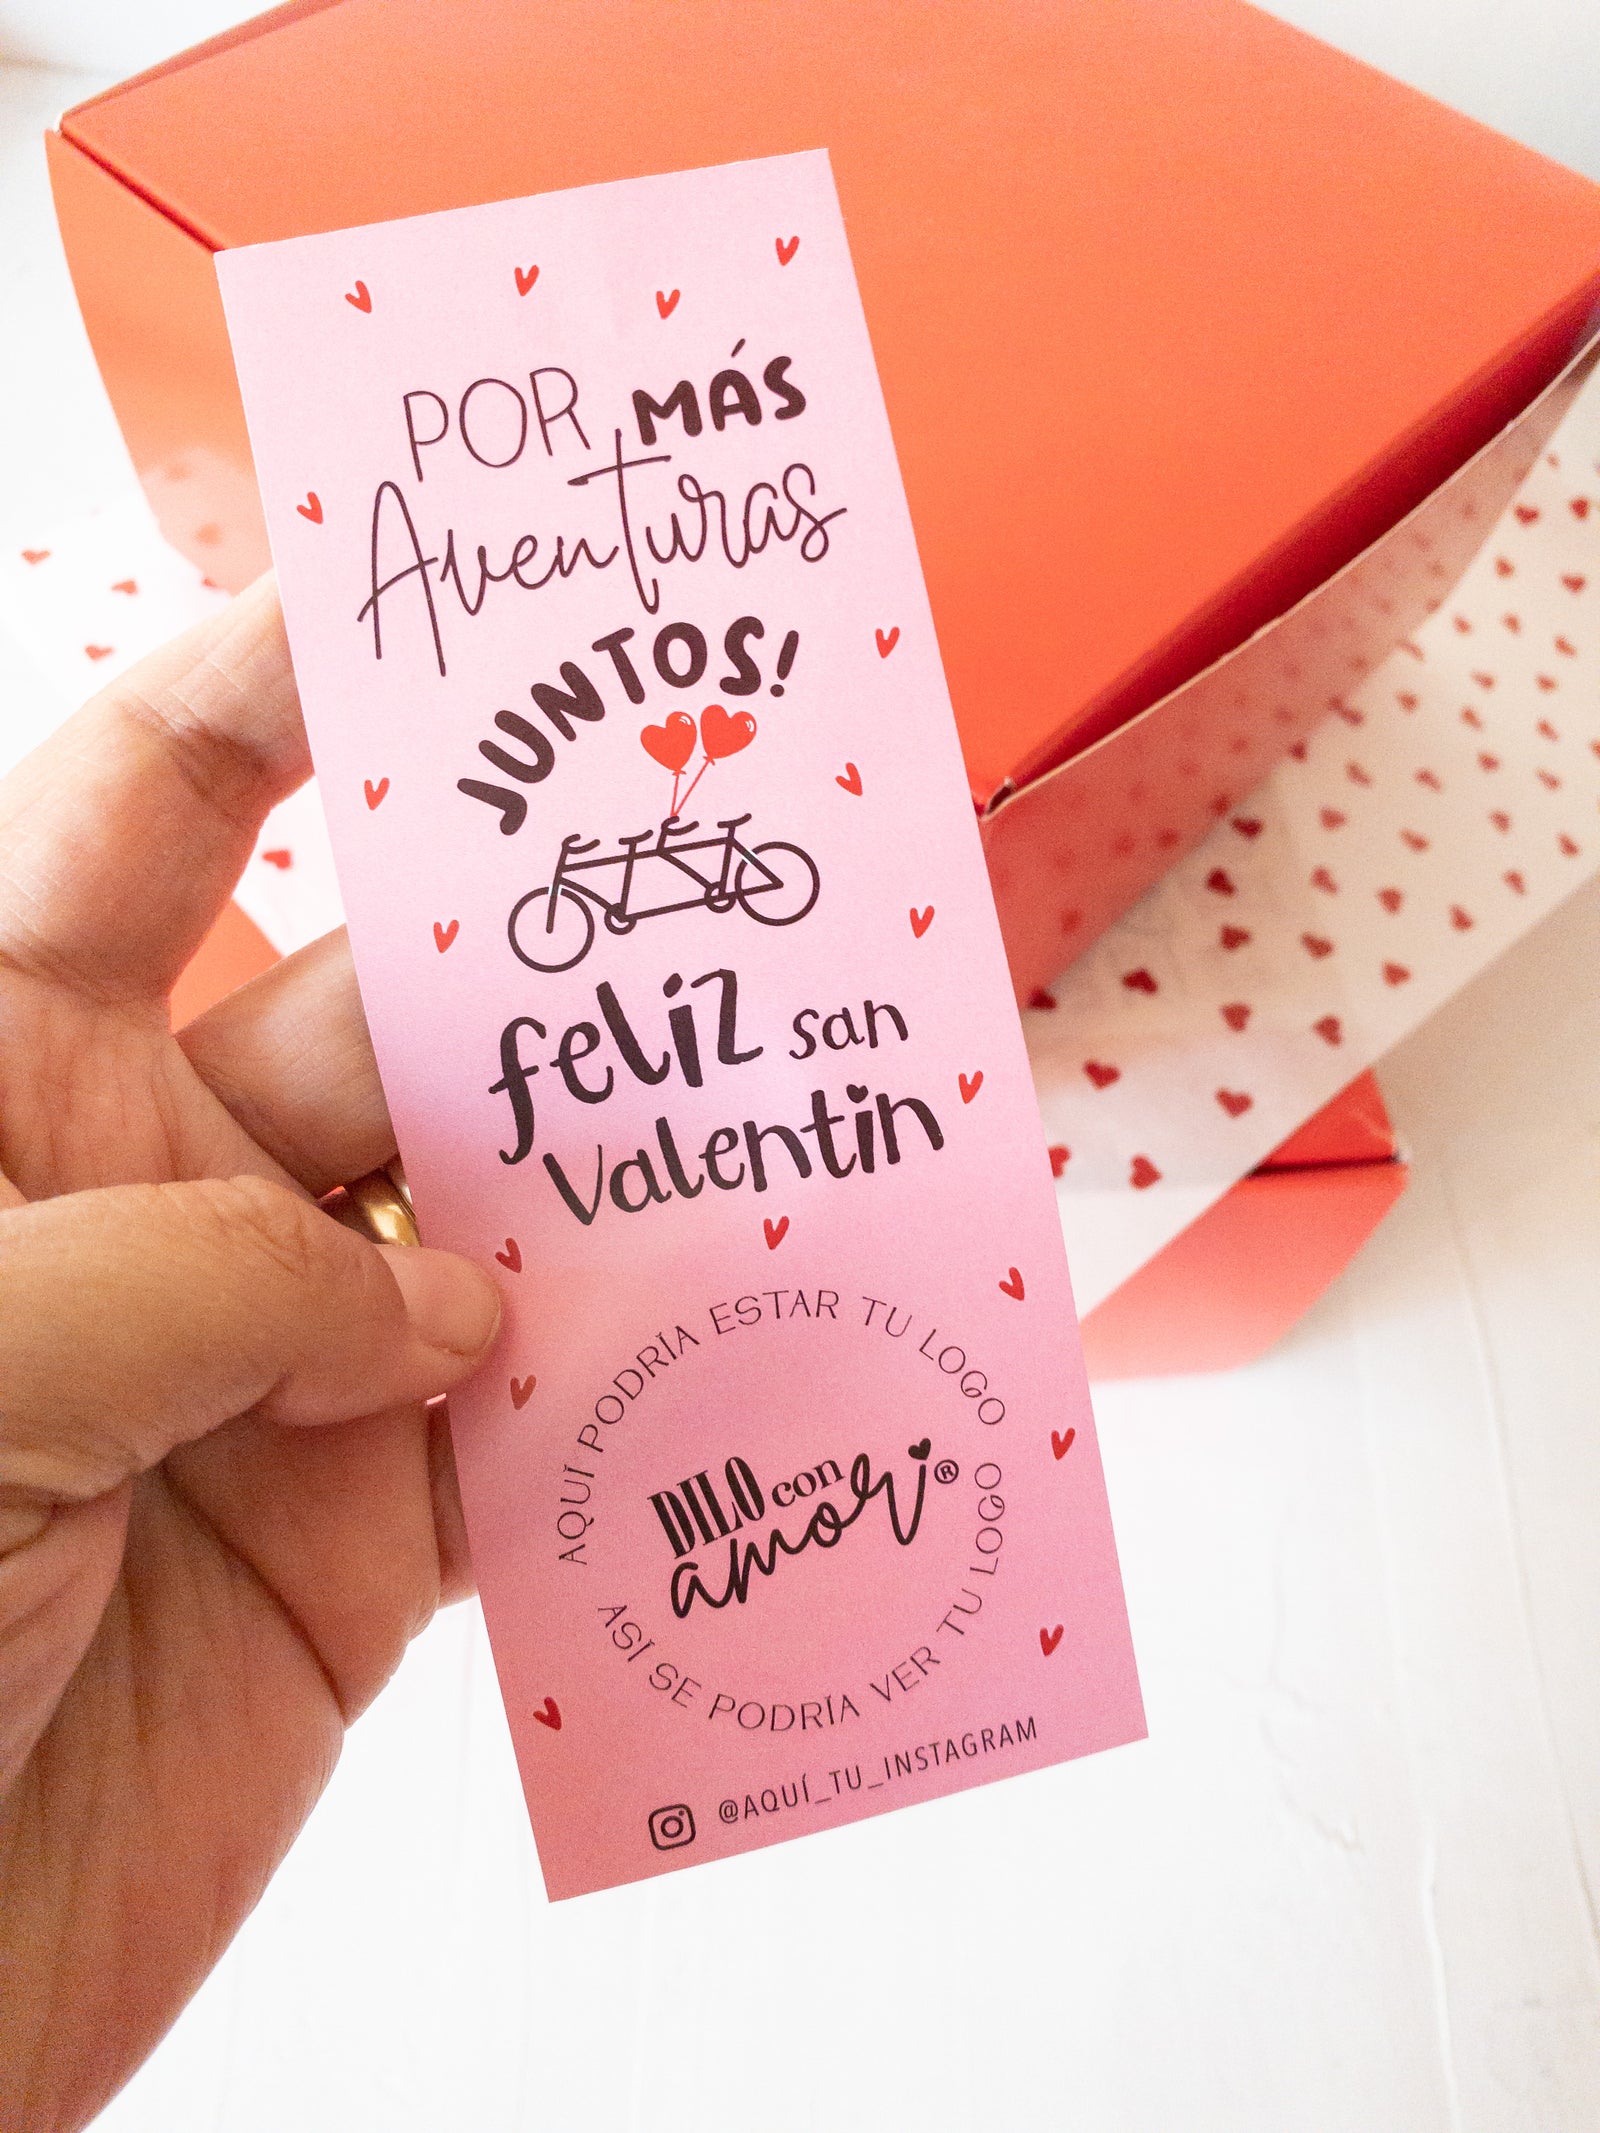 POR MÁS
Aventuras
JUNTOS!
feliz san
Valentin
AQUÍ PODRÍA ESTAR TU LOGO
DILO con
amor®
ASÍ SE PODRÍA VER TU LOGO
@AQUÍ_TU_INSTAGRAM